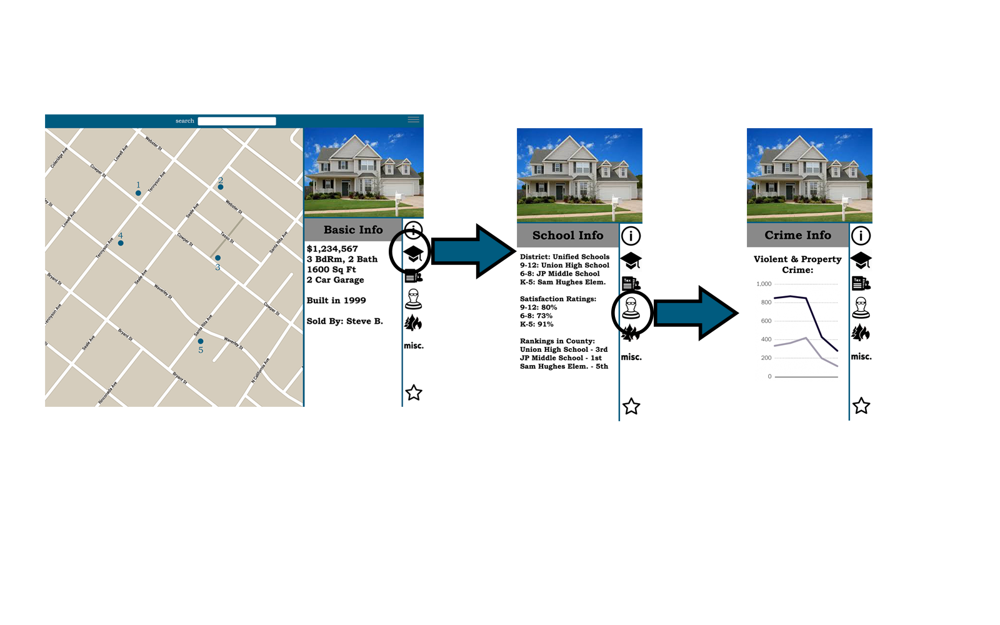 search
Webster St
Lowell Ave
Coleridge Ave
Cowper St
Tennyson Ave
1
2
Seale Ave
Webster St
ey St
Lowell Ave
4
Tennyson Ave
Cowper St
Tasso St
Santa Rita Ave
3
Bryant St
Seale Ave
Waverley St
Cowper St
Tennyson Ave
Santa Rita Ave
Bryant St
Seale Ave
Waverley St
5
St
N California Ave
Bryant St
Rinconada Ave
Basic Info
$1,234,567
3 BdRm, 2 Bath
1600 Sq Ft
2 Car Garage
Built in 1999
Sold By: Steve B.
i
misc.
School Info
District: Unified Schools
9-12: Union High School
6-8: JP Middle School
K-5: Sam Hughes Elem.
Satisfaction Ratings:
9-12: 80%
6-8: 73%
K-5: 91%
Rankings in County:
Union High School - 3rd
JP Middle School - 1st
Sam Hughes Elem. - 5th
i
Tax
misc.
Crime Info
Violent & Property
Crime:
1,000
800
600
400
200
0
i
Tax
misc.